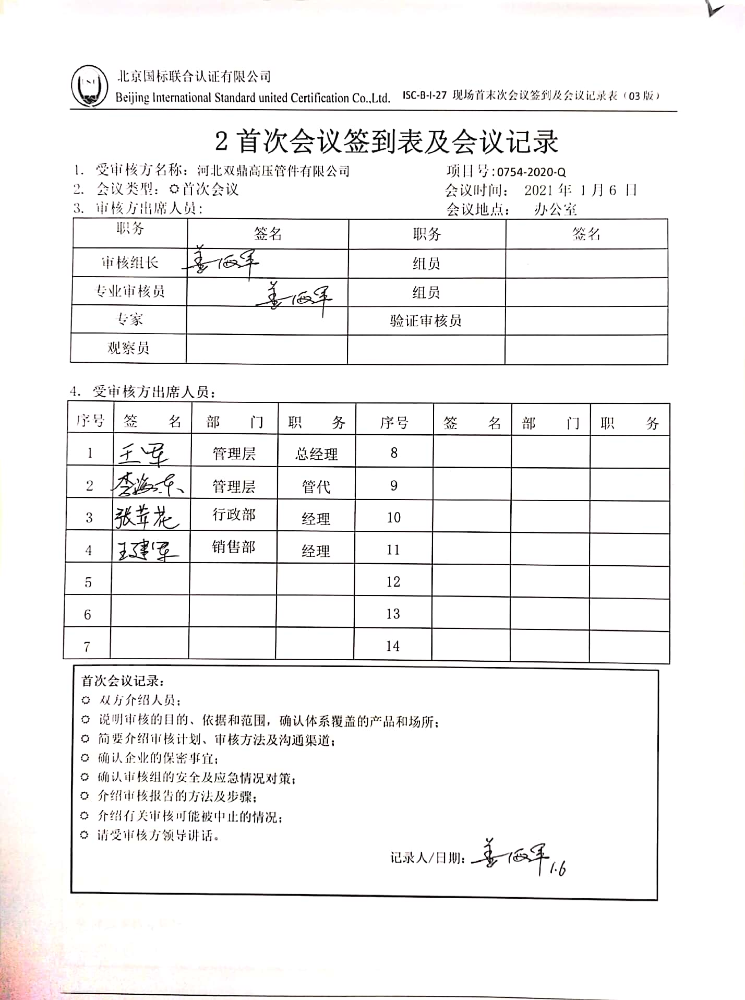 北京国标联合认证有限公司
Beijing International Standard united Certification Co.,Ltd. ISC-B-I-27 现场首末次会议签到及会议记录表（03 版）
2 首次会议签到表及会议记录
1. 受审核方名称：河北双鼎高压管件有限公司 项目号：0754-2020-Q
2. 会议类型：首次会议 会议时间： 2021 年 1 月 6 日
3. 审核方出席人员： 会议地点： 办公室
职务 签名 职务 签名
审核组长 姜海军 组员
专业审核员 姜海军 组员
专家 验证审核员
观察员
4. 受审核方出席人员：
序号 签 名 部 门 职 务 序号 签 名 部 门 职 务
1 王军 管理层 总经理 8
2 李海东 管理层 管代 9
3 张花 行政部 经理 10
4 王建军 销售部 经理 11
5 12
6 13
7 14
首次会议记录：
双方介绍人员；
说明审核的目的、依据和范围，确认体系覆盖的产品和场所；
简要介绍审核计划、审核方法及沟通渠道；
确认企业的保密事宜；
确认审核组的安全及应急情况对策；
介绍审核报告的方法及步骤；
介绍有关审核可能被中止的情况；
请受审核方领导讲话。
记录人/日期：姜海军 1.6